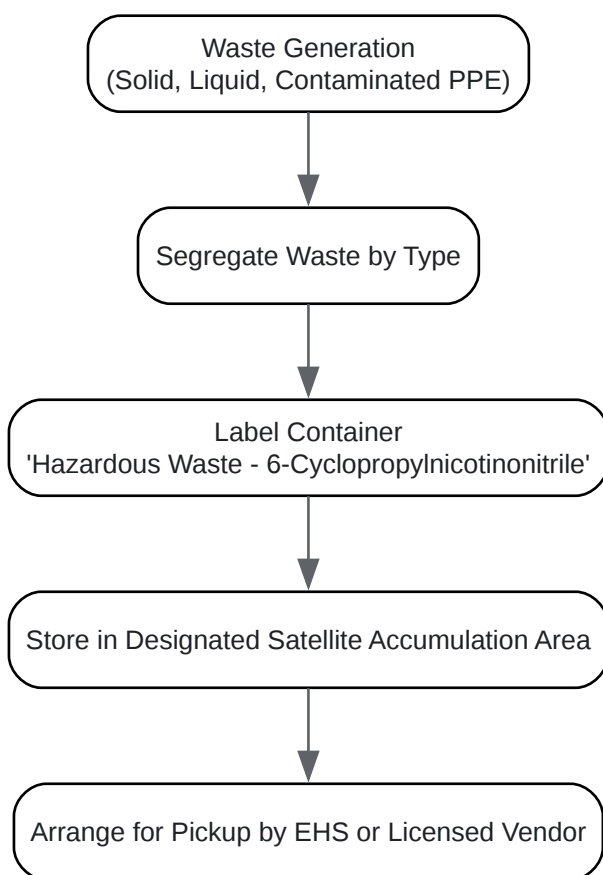 Waste Generation
(Solid, Liquid, Contaminated PPE)
Segregate Waste by Type
Label Container
'Hazardous Waste - 6-Cyclopropylnicotinonitrile'
Store in Designated Satellite Accumulation Area
Arrange for Pickup by EHS or Licensed Vendor